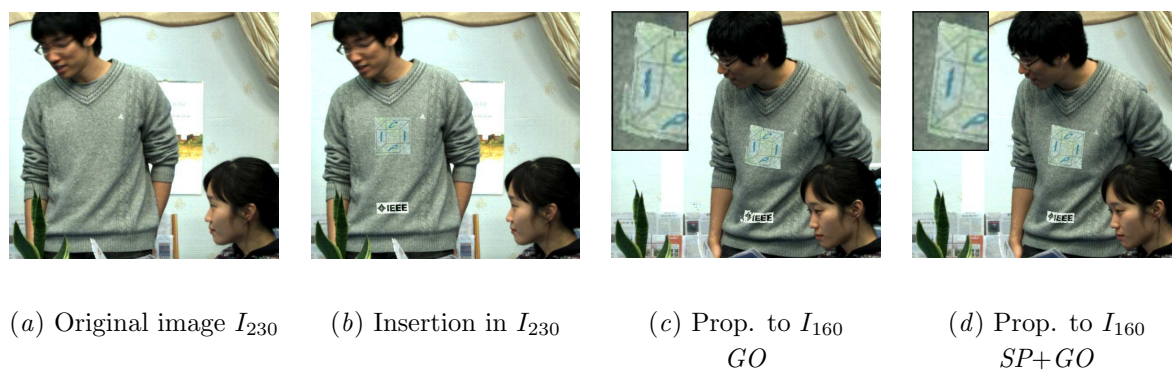 IEEE
IEEE
IEEE
(a) Original image I230
(b) Insertion in I230
(c) Prop. to I160
GO
(d) Prop. to I160
SP+GO